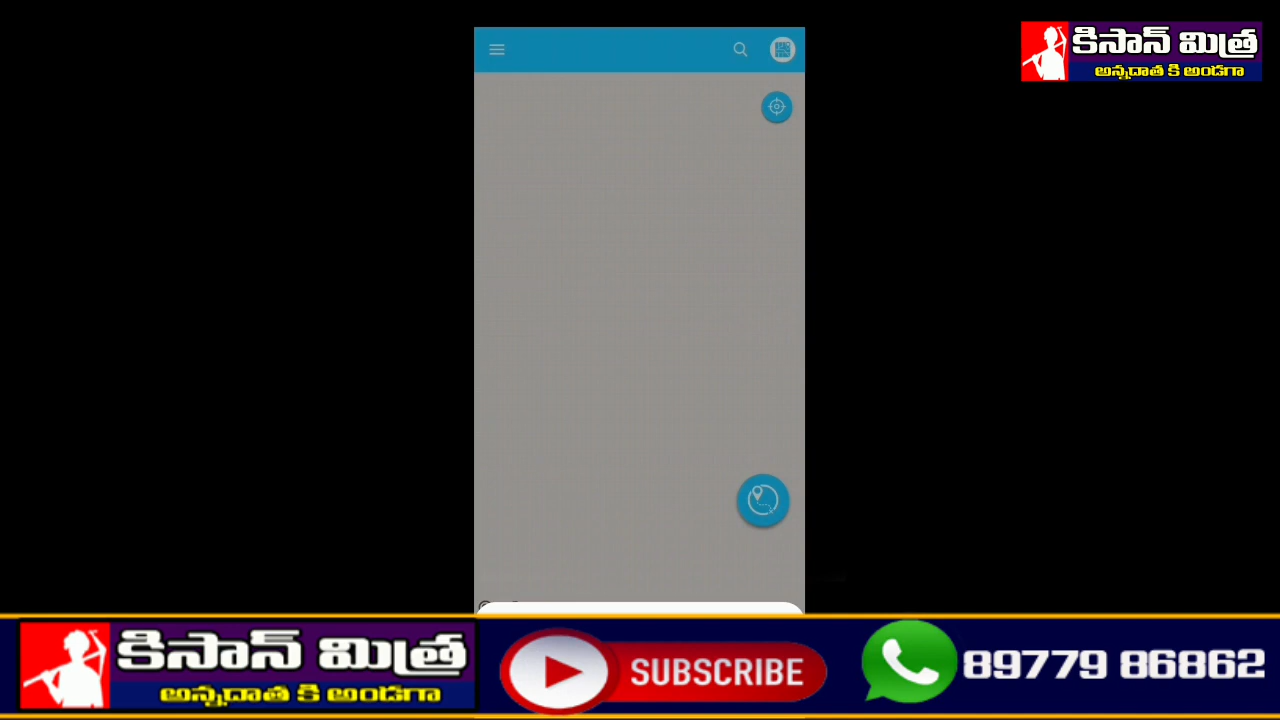 కిసాన్ మిత్ర
అన్నదాత కి అండగా
కిసాన్ మిత్ర
అన్నదాత కి అండగా
SUBSCRIBE
89779 86862